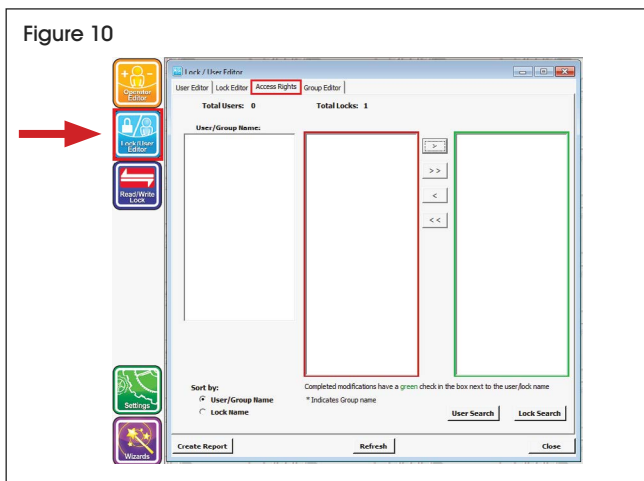 Figure 10
Operator
Editor
Lock/User
Editor
Read/Write
Lock
Settings
Wizards
Lock / User Editor
User Editor Lock Editor Access Rights Group Editor
Total Users: 0 Total Locks: 1
User/Group Name:
>
>>
<
<<
Sort by:
User/Group Name
Lock Name
Completed modifications have a green check in the box next to the user/lock name
* Indicates Group name
User Search Lock Search
Create Report Refresh Close